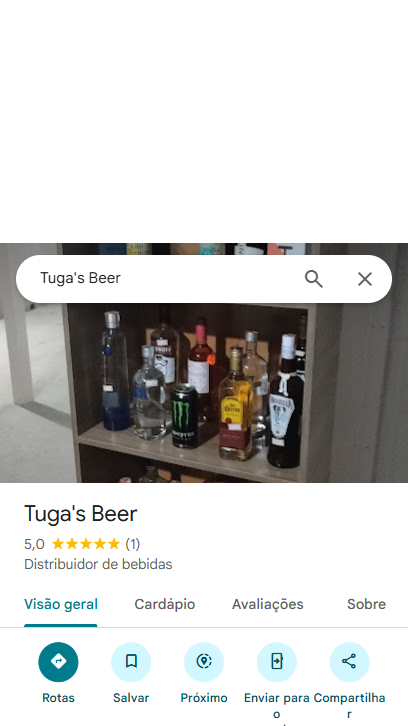 Tuga's Beer
Tuga's Beer
5,0 (1)
Distribuidor de bebidas
Visão geral Cardápio Avaliações Sobre
Rotas Salvar Próximo Enviar para o Compartilhar